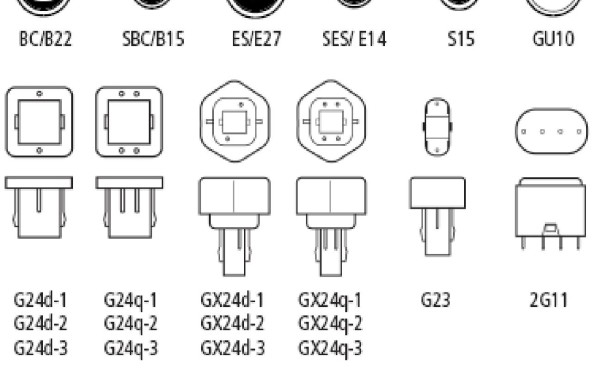 BC/B22 SBC/B15 ES/E27 SES/ E14 S15 GU10
G24d-1 G24q-1 GX24d-1 GX24q-1 G23 2G11
G24d-2 G24q-2 GX24d-2 GX24q-2
G24d-3 G24q-3 GX24d-3 GX24q-3